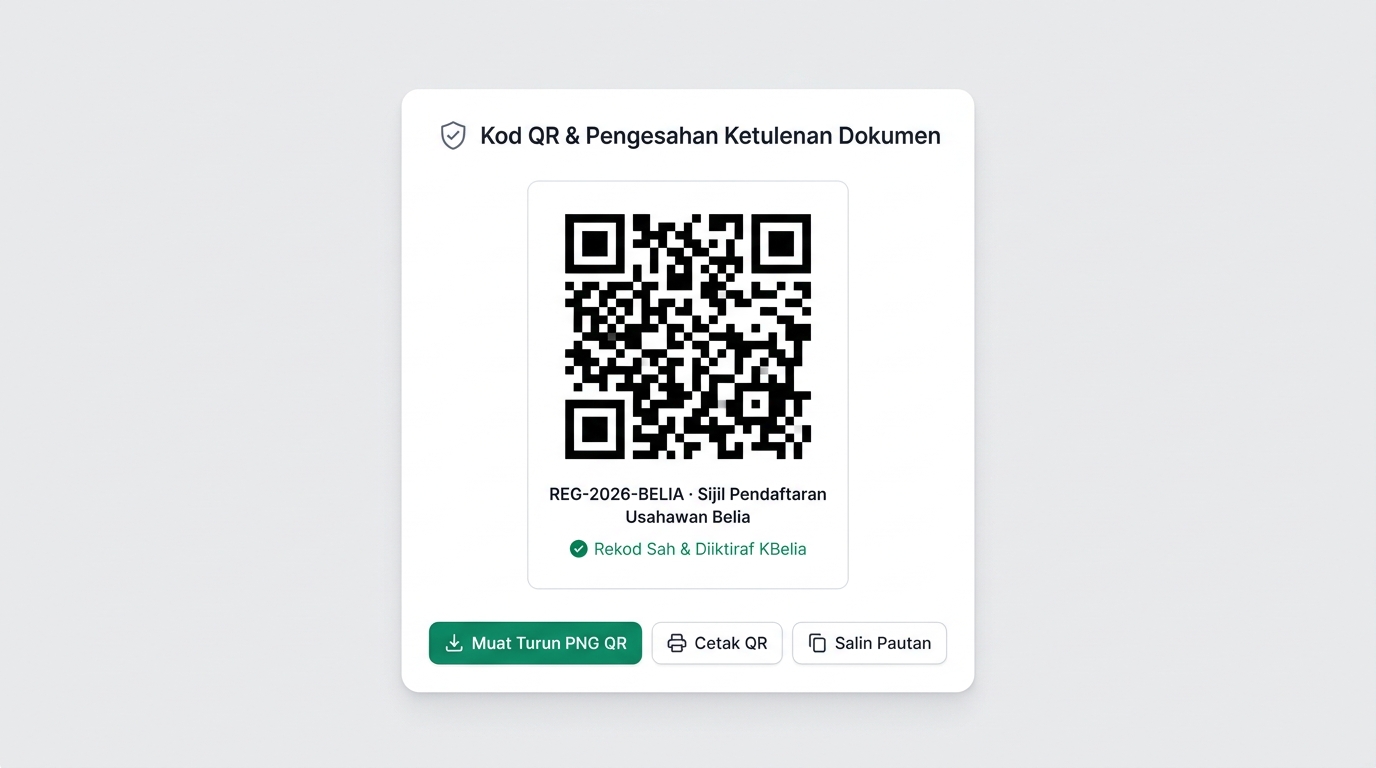 Kod QR & Pengesahan Ketulenan Dokumen
REG-2026-BELIA · Sijil Pendaftaran
Usahawan Belia
Rekod Sah & Diiktiraf KBelia
Muat Turun PNG QR
Cetak QR
Salin Pautan